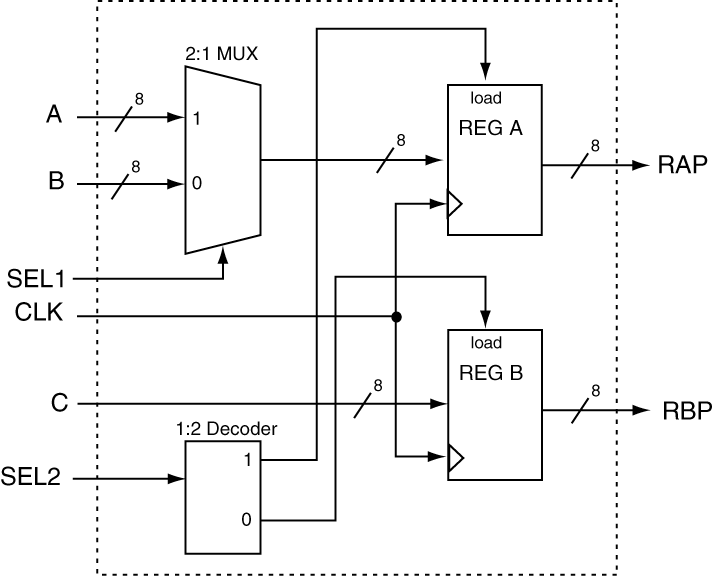 2:1 MUX
8
A
1
load
REG A
8
8
8
B
0
RAP
SEL1
CLK
load
REG B
8
8
C
RBP
1:2 Decoder
1
SEL2
0